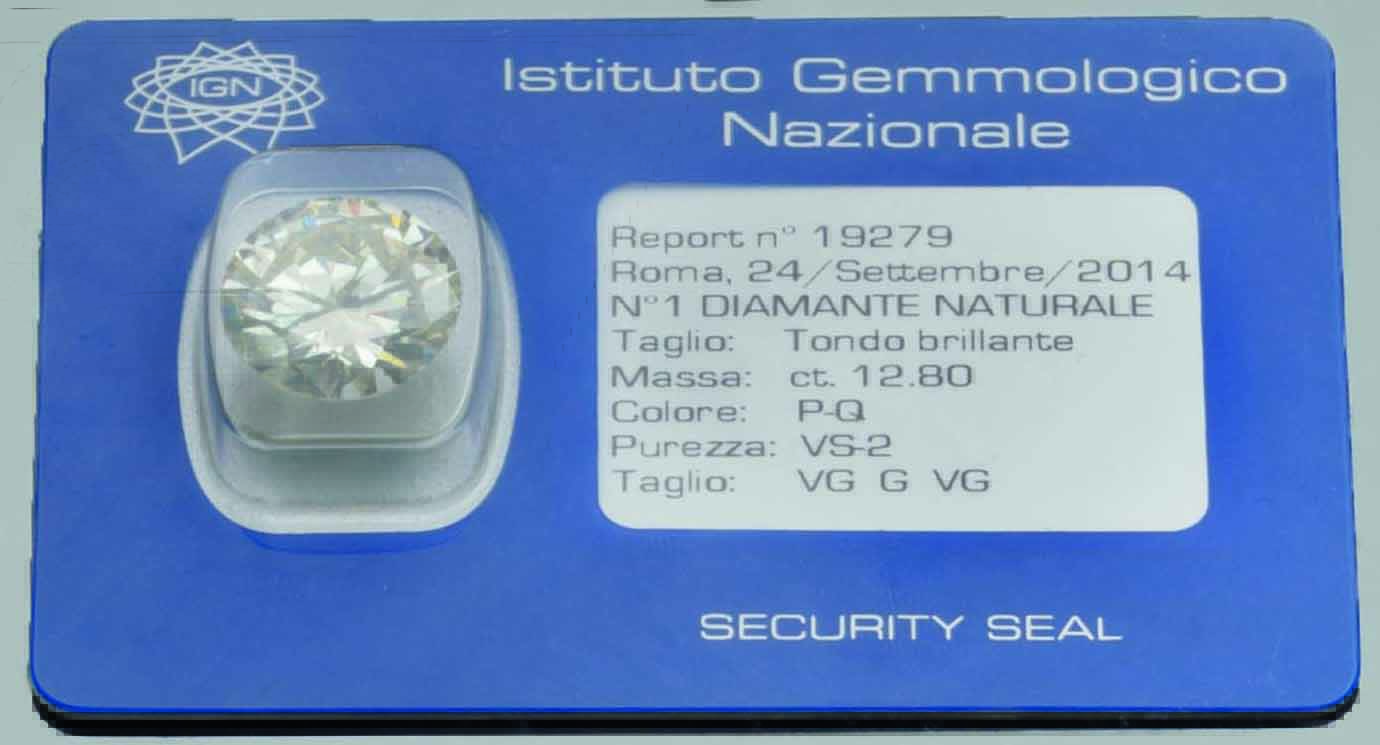 IGN
Istituto Gemmologico
Nazionale
Report n° 19279
Roma, 24/Settembre/2014
N°1 DIAMANTE NATURALE
Taglio: Tondo brillante
Massa: ct. 12.80
Colore: P-Q
Purezza: VS-2
Taglio: VG G VG
SECURITY SEAL